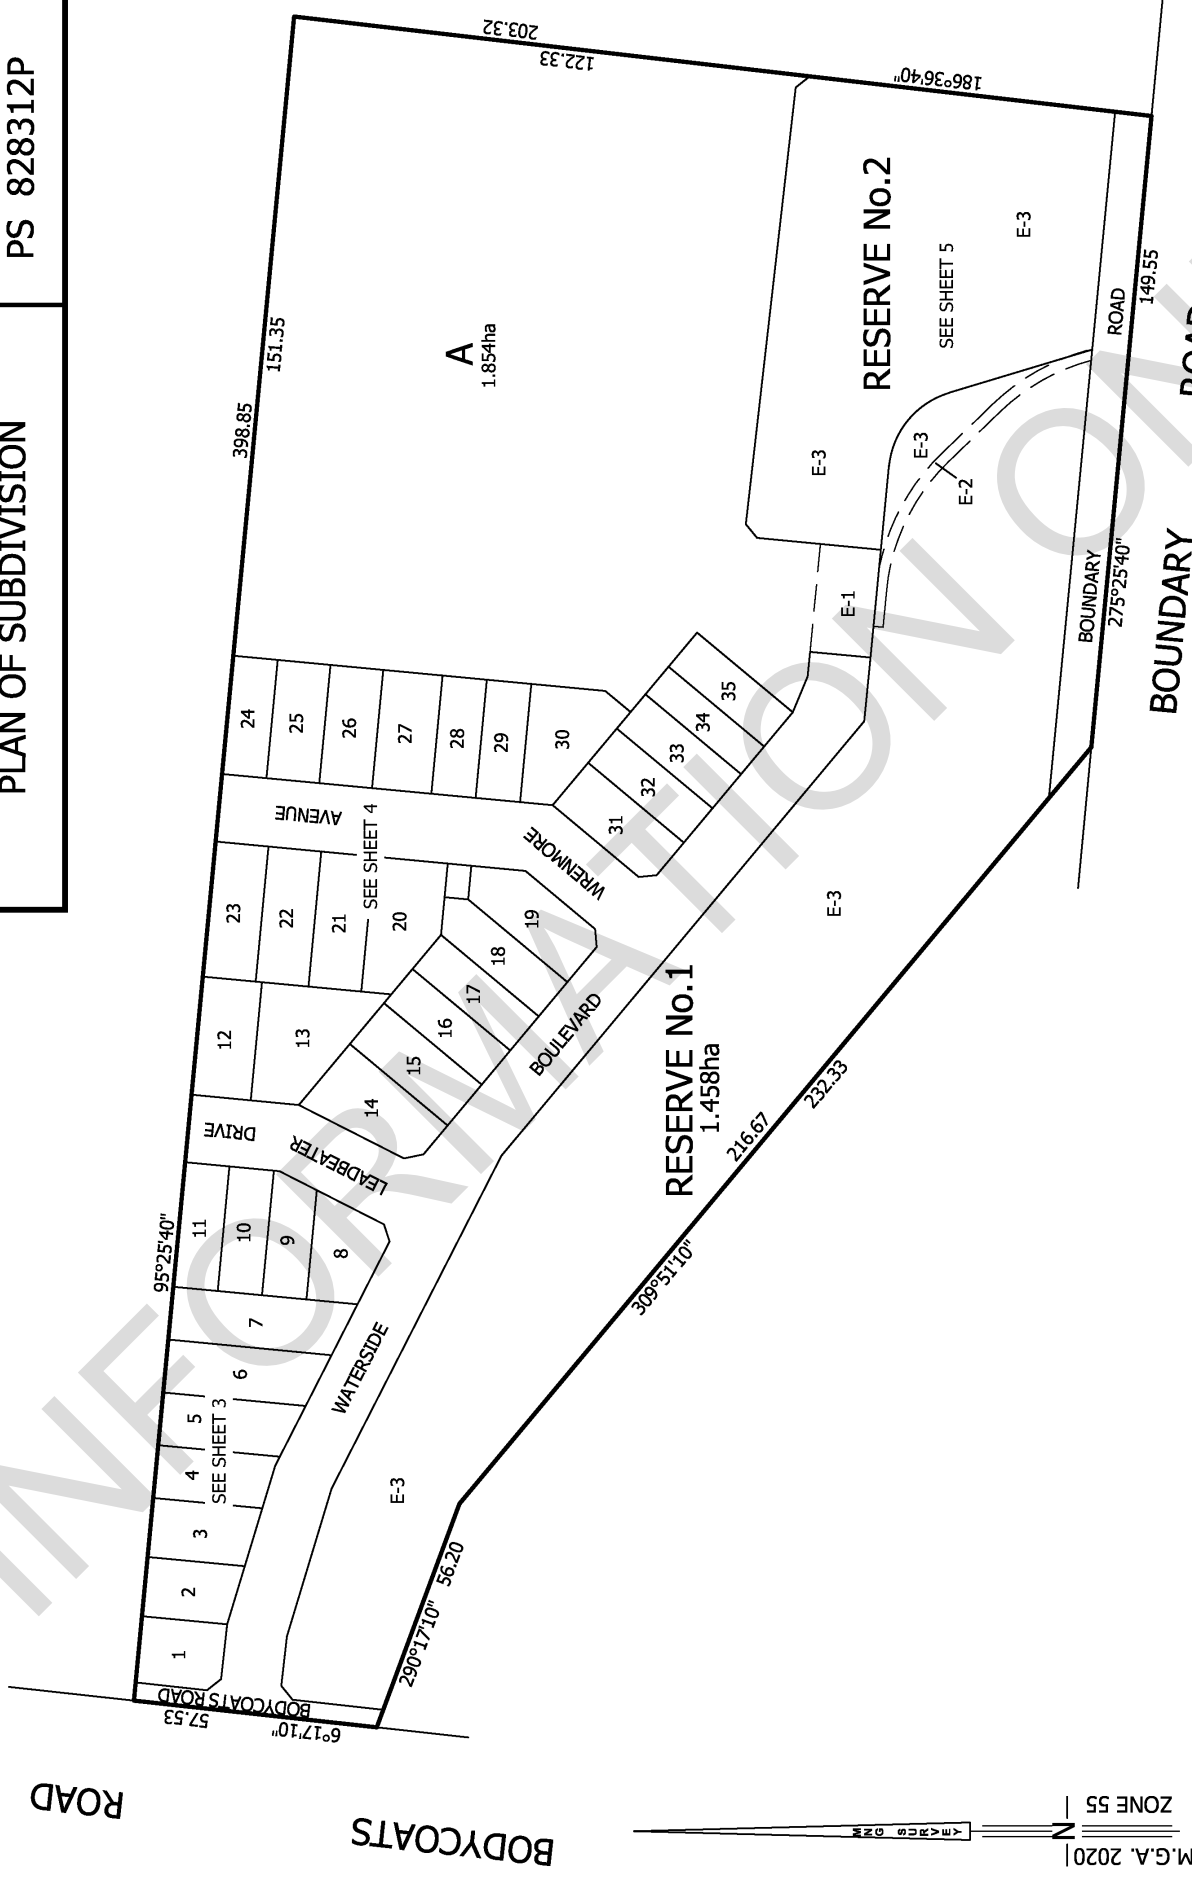 PLAN OF SUBDIVISION
PS 828312P
203.32
122.33
186°36'40"
398.85
151.35
A
1.854ha
RESERVE No.2
SEE SHEET 5
E-3
E-3
E-3
E-2
E-1
ROAD
149.55
BOUNDARY
275°25'40"
BOUNDARY
ROAD
24
25
26
27
28
29
30
31
32
33
34
35
AVENUE
WRENMORE
SEE SHEET 4
23
22
21
20
19
18
17
16
15
14
13
12
BOULEVARD
DRIVE
LEADBEATER
11
10
9
8
7
6
5
4
3
2
1
SEE SHEET 3
WATERSIDE
95°25'40"
RESERVE No.1
1.458ha
E-3
E-3
232.33
216.67
309°51'10"
56.20
290°17'10"
BODYCOATS ROAD
57.53
6°17'10"
BODYCOATS
ROAD
MNG SURVEY
N
M.G.A. 2020
ZONE 55
INFORMATION ON